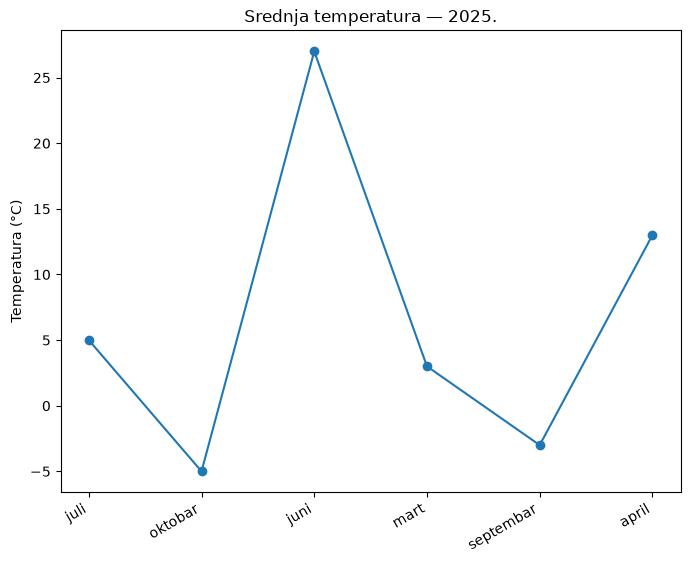 Srednja temperatura — 2025.
Temperatura (°C)
25
20
15
10
5
0
−5
juli
oktobar
juni
mart
septembar
april